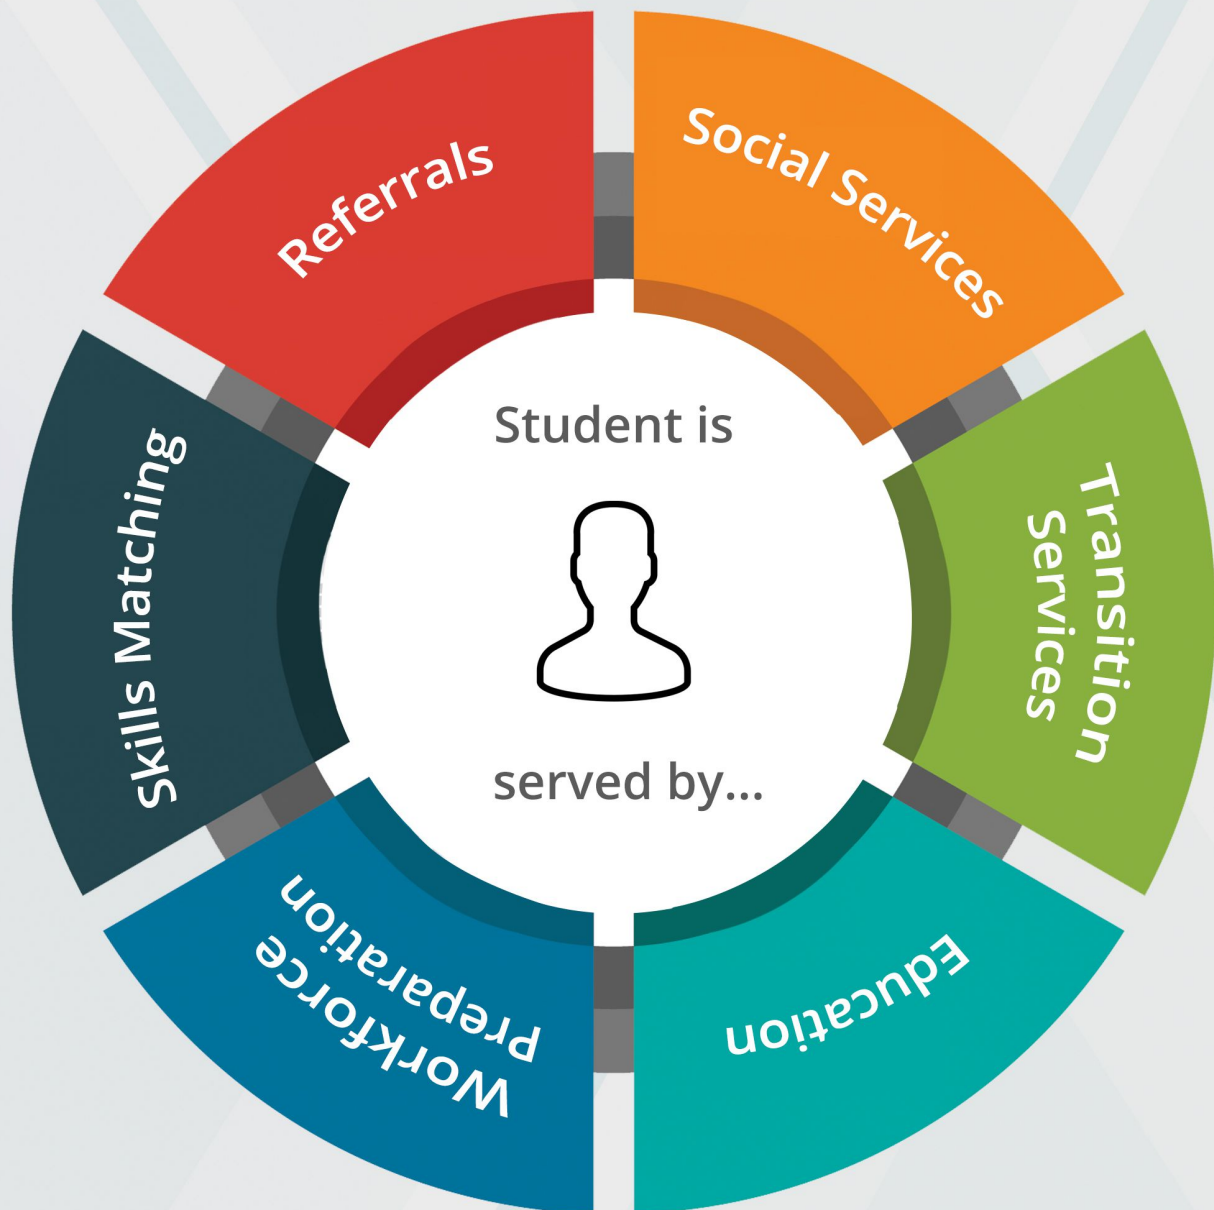 Referrals
Social Services
Transition
Services
Education
Workforce
Preparation
Skills Matching
Student is
served by...